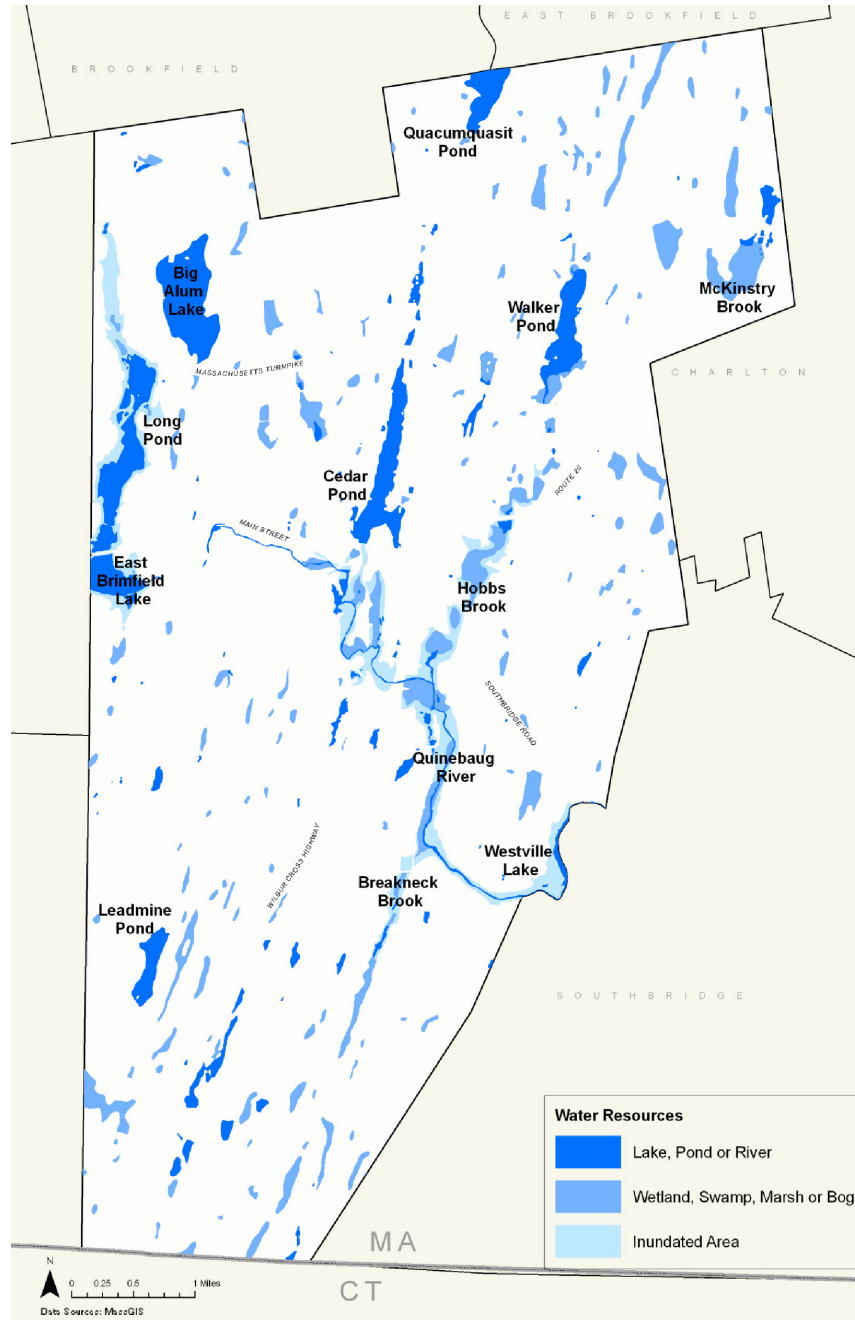 EAST BROOKFIELD
BROOKFIELD
Quacumquasit
Pond
Big
Alum
Lake
McKinstry
Brook
Walker
Pond
MASSACHUSETTS TURNPIKE
CHARLTON
Long
Pond
Cedar
Pond
ROUTE 20
MAIN STREET
East
Brimfield
Lake
Hobbs
Brook
SOUTHBRIDGE ROAD
Quinebaug
River
Westville
Lake
WILBUR CROSS HIGHWAY
Breakneck
Brook
Leadmine
Pond
SOUTHBRIDGE
Water Resources
Lake, Pond or River
Wetland, Swamp, Marsh or Bog
Inundated Area
MA
CT
N
0 0.25 0.5 1 Miles
Data Sources: MassGIS